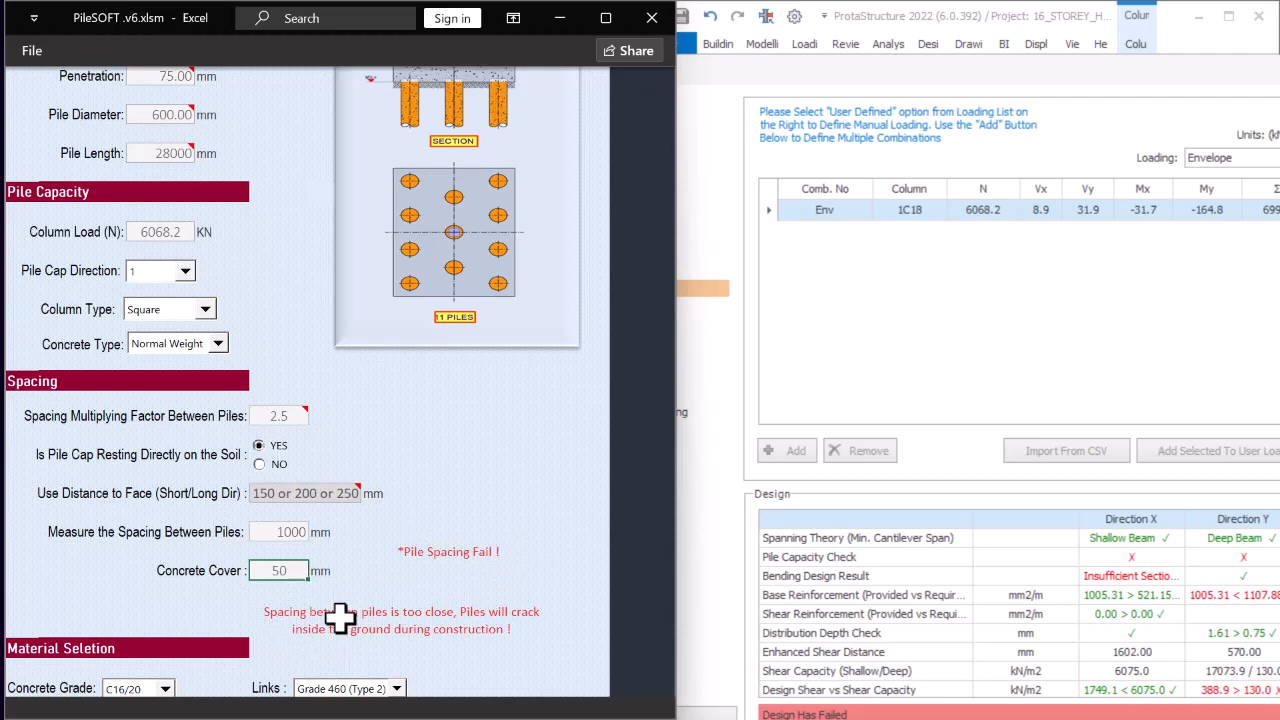 PileSOFT .v6.xlsm - Excel
Search
Sign in
File
Share
Penetration: 75.00 mm
Pile Diameter: 600.00 mm
Pile Length: 28000 mm
Pile Capacity
Column Load (N): 6068.2 KN
Pile Cap Direction: 1
Column Type: Square
Concrete Type: Normal Weight
Spacing
Spacing Multiplying Factor Between Piles: 2.5
Is Pile Cap Resting Directly on the Soil : YES
NO
Use Distance to Face (Short/Long Dir) : 150 or 200 or 250 mm
Measure the Spacing Between Piles: 1000 mm
*Pile Spacing Fail !
Concrete Cover : 50 mm
Spacing between piles is too close, Piles will crack
inside the ground during construction !
Material Seletion
Concrete Grade: C16/20 Links : Grade 460 (Type 2)
SECTION
11 PILES
ProtaStructure 2022 (6.0.392) / Project: 16_STOREY_H...
Colur
Buildin Modelli Loadi Revie Analys Desi Drawi BI Displ Vie He Colu
Please Select "User Defined" option from Loading List on
the Right to Define Manual Loading. Use the "Add" Button
Below to Define Multiple Combinations
Units: (k
Loading: Envelope
Comb. No Column N Vx Vy Mx My Σ
Env 1C18 6068.2 8.9 31.9 -31.7 -164.8 699
ng
Add Remove Import From CSV Add Selected To User Loa
Design
Direction X Direction Y
Spanning Theory (Min. Cantilever Span) Shallow Beam ✓ Deep Beam ✓
Pile Capacity Check X X
Bending Design Result Insufficient Sectio... ✓
Base Reinforcement (Provided vs Requir... mm2/m 1005.31 > 521.15... 1005.31 < 1107.88
Shear Reinforcement (Provided vs Requi... mm2/m 0.00 > 0.00 ✓
Distribution Depth Check mm ✓ 1.61 > 0.75 ✓
Enhanced Shear Distance mm 1602.00 570.00
Shear Capacity (Shallow/Deep) kN/m2 6075.0 17073.9 / 130.0
Design Shear vs Shear Capacity kN/m2 1749.1 < 6075.0 ✓ 388.9 > 130.0 X
Design Has Failed